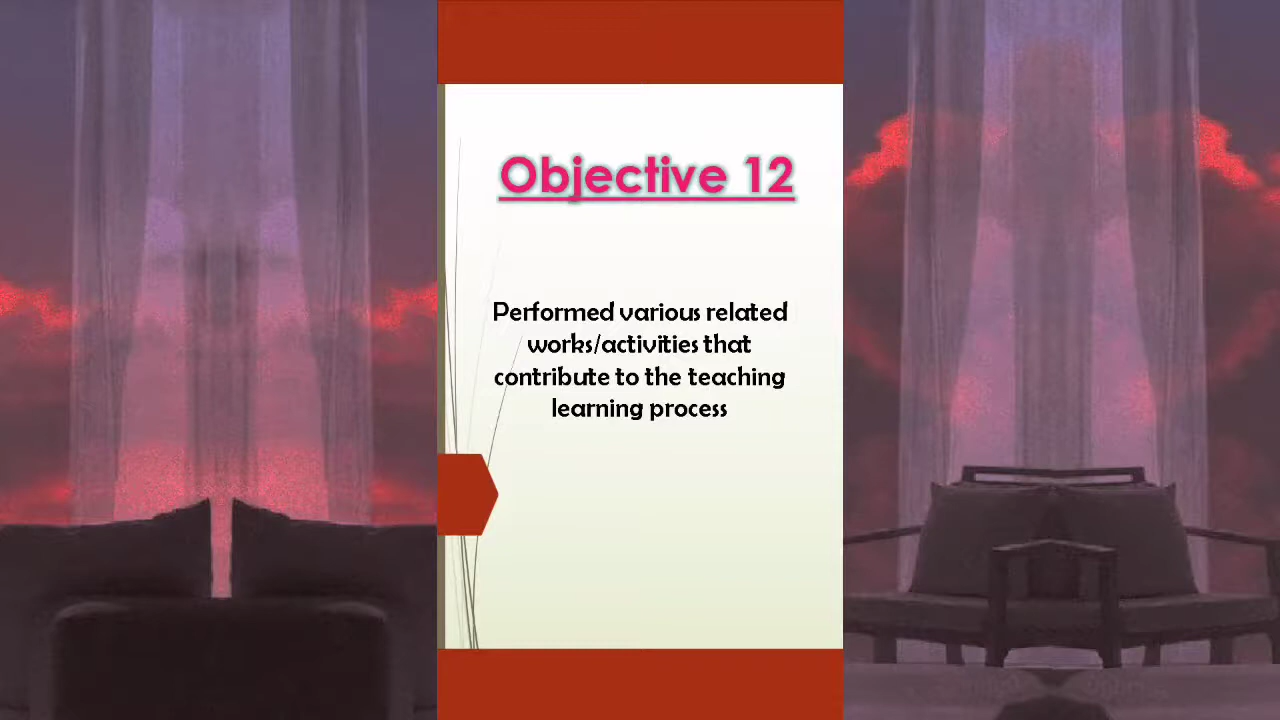 Objective 12
Performed various related
works/activities that
contribute to the teaching
learning process